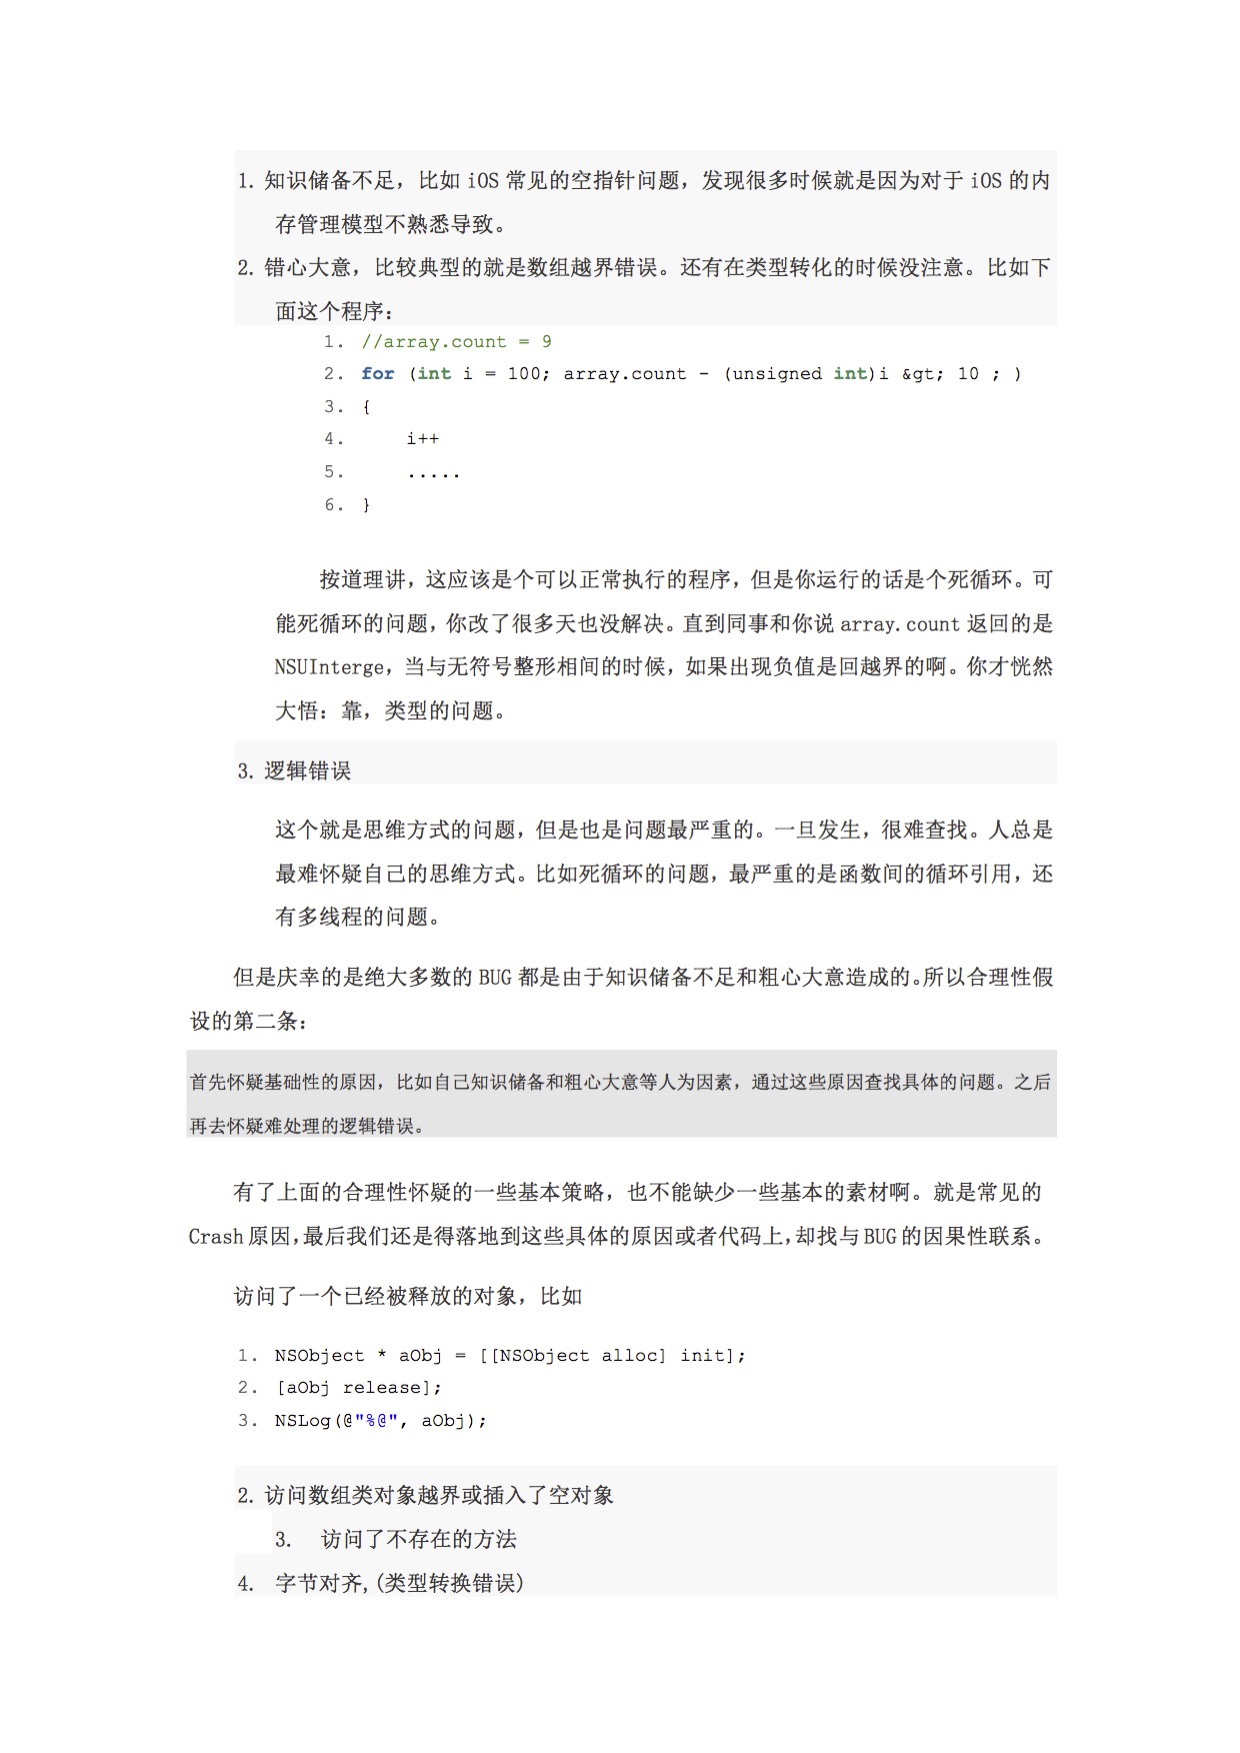 1. 知识储备不足，比如 iOS 常见的空指针问题，发现很多时候就是因为对于 iOS 的内
存管理模型不熟悉导致。
2. 错心大意，比较典型的就是数组越界错误。还有在类型转化的时候没注意。比如下
面这个程序：
1. //array.count = 9
2. for (int i = 100; array.count - (unsigned int)i &gt; 10 ; )
3. {
4. i++
5. .....
6. }
按道理讲，这应该是个可以正常执行的程序，但是你运行的话是个死循环。可
能死循环的问题，你改了很多天也没解决。直到同事和你说 array.count 返回的是
NSUInterge，当与无符号整形相间的时候，如果出现负值是回越界的啊。你才恍然
大悟：靠，类型的问题。
3. 逻辑错误
这个就是思维方式的问题，但是也是问题最严重的。一旦发生，很难查找。人总是
最难怀疑自己的思维方式。比如死循环的问题，最严重的是函数间的循环引用，还
有多线程的问题。
但是庆幸的是绝大多数的 BUG 都是由于知识储备不足和粗心大意造成的。所以合理性假
设的第二条：
首先怀疑基础性的原因，比如自己知识储备和粗心大意等人为因素，通过这些原因查找具体的问题。之后
再去怀疑难处理的逻辑错误。
有了上面的合理性怀疑的一些基本策略，也不能缺少一些基本的素材啊。就是常见的
Crash 原因，最后我们还是得落地到这些具体的原因或者代码上，却找与 BUG 的因果性联系。
访问了一个已经被释放的对象，比如
1. NSObject * aObj = [[NSObject alloc] init];
2. [aObj release];
3. NSLog(@"%@", aObj);
2. 访问数组类对象越界或插入了空对象
3. 访问了不存在的方法
4. 字节对齐，(类型转换错误)